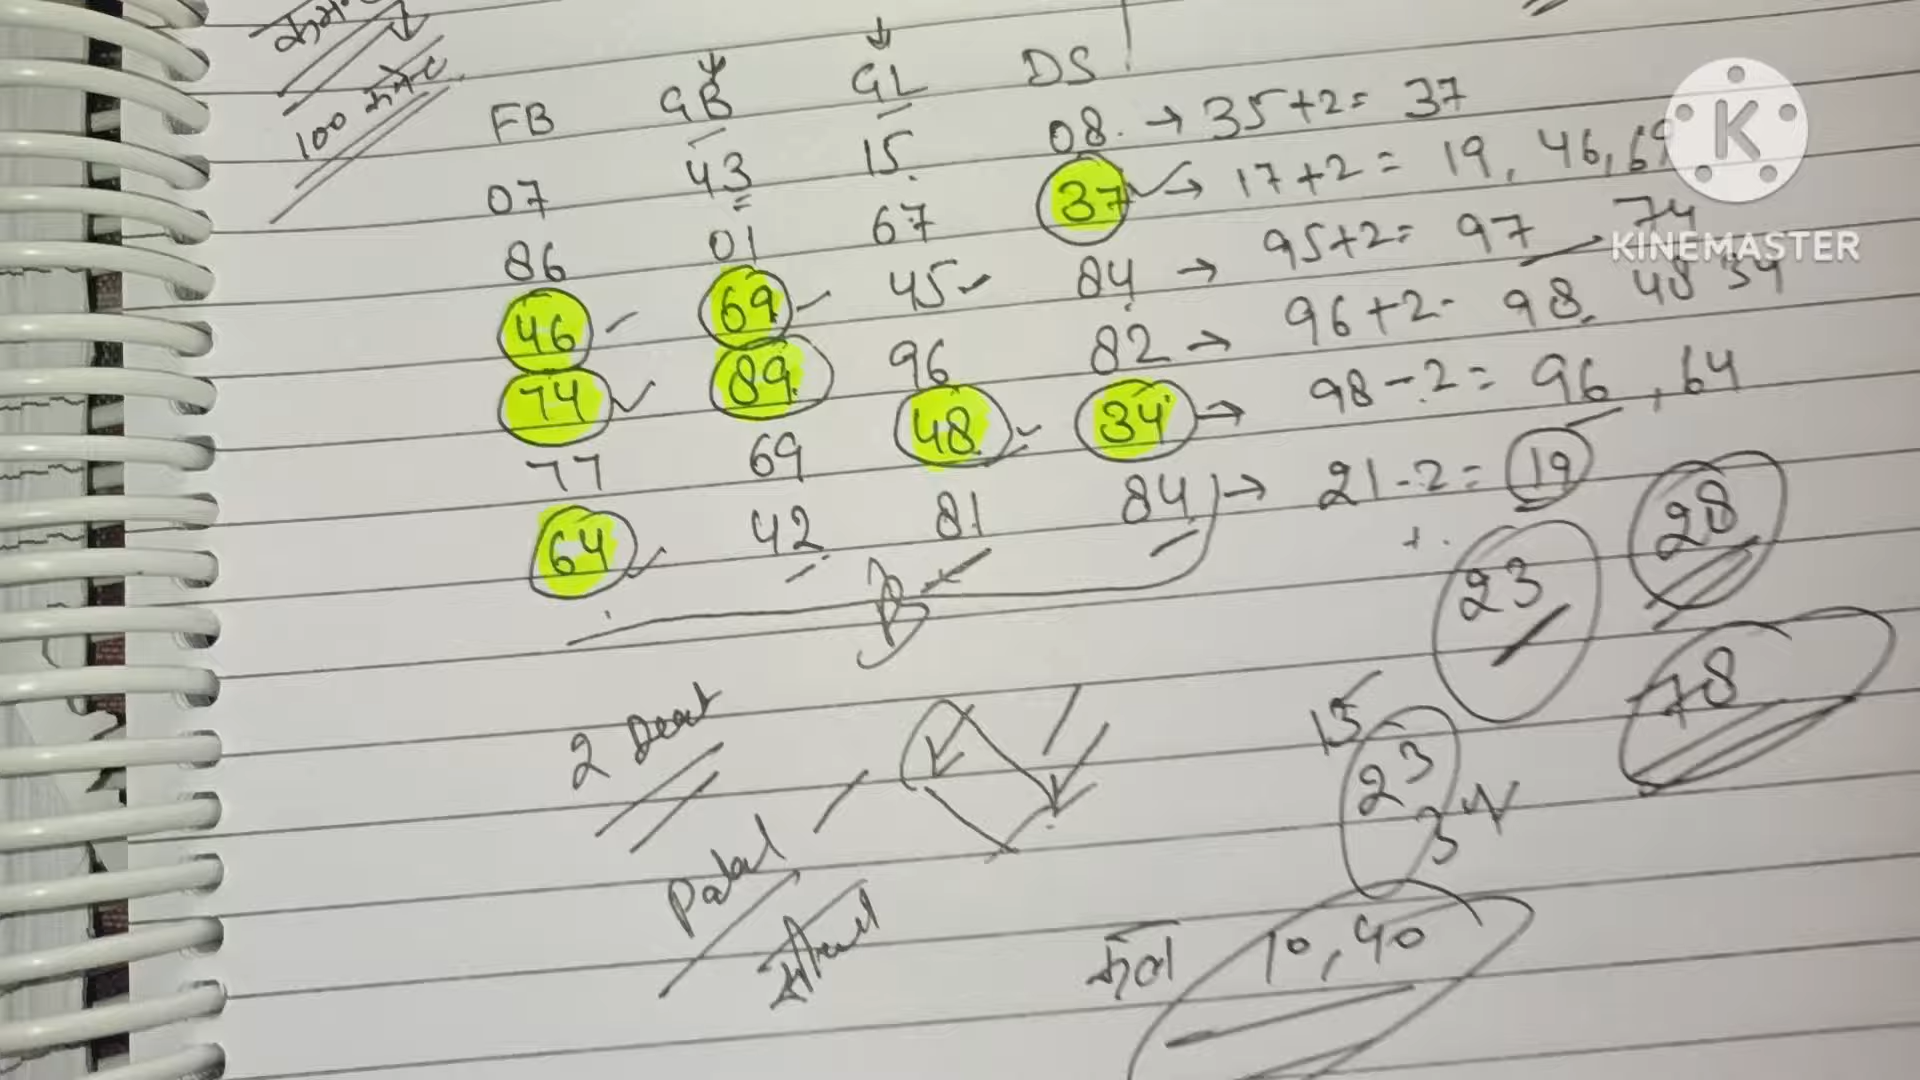 100
FB GB GL DS
07 43 15 08 → 35+2= 37
86 01 67 37 → 17+2 = 19, 46, 69
46 69 45 84 → 95+2= 97 74
74 89 96 82 → 96+2- 98. 48 34
77 69 48 34 → 98-2= 96, 64
64 42 81 84 → 21-2= 19
23 28
78
15
23
34
2
10, 40
K
KINEMASTER